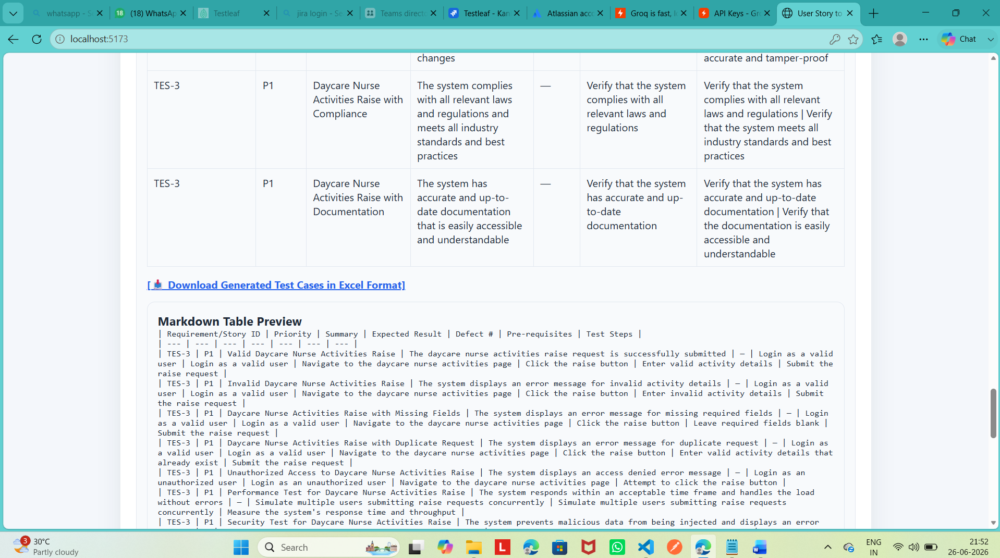 whatsapp - S
18 (18) WhatsAp
Testleaf
jira login - Se
Teams direct
Testleaf - Kan
Atlassian acc
Groq is fast, l
API Keys - Gr
User Story to
localhost:5173
Chat
changes
accurate and tamper-proof
TES-3
P1
Daycare Nurse
Activities Raise with
Compliance
The system complies
with all relevant laws
and regulations and
meets all industry
standards and best
practices
—
Verify that the system
complies with all
relevant laws and
regulations
Verify that the system
complies with all relevant
laws and regulations | Verify
that the system meets all
industry standards and best
practices
TES-3
P1
Daycare Nurse
Activities Raise with
Documentation
The system has
accurate and up-to-
date documentation
that is easily accessible
and understandable
—
Verify that the system
has accurate and up-
to-date
documentation
Verify that the system has
accurate and up-to-date
documentation | Verify that
the documentation is easily
accessible and
understandable
[📥 Download Generated Test Cases in Excel Format]
Markdown Table Preview
| Requirement/Story ID | Priority | Summary | Expected Result | Defect # | Pre-requisites | Test Steps |
| --- | --- | --- | --- | --- | --- | --- |
| TES-3 | P1 | Valid Daycare Nurse Activities Raise | The daycare nurse activities raise request is successfully submitted | — | Login as a valid
user | Login as a valid user | Navigate to the daycare nurse activities page | Click the raise button | Enter valid activity details | Submit the
raise request |
| TES-3 | P1 | Invalid Daycare Nurse Activities Raise | The system displays an error message for invalid activity details | — | Login as a valid
user | Login as a valid user | Navigate to the daycare nurse activities page | Click the raise button | Enter invalid activity details | Submit
the raise request |
| TES-3 | P1 | Daycare Nurse Activities Raise with Missing Fields | The system displays an error message for missing required fields | — | Login
as a valid user | Login as a valid user | Navigate to the daycare nurse activities page | Click the raise button | Leave required fields blank |
Submit the raise request |
| TES-3 | P1 | Daycare Nurse Activities Raise with Duplicate Request | The system displays an error message for duplicate request | — | Login as
a valid user | Login as a valid user | Navigate to the daycare nurse activities page | Click the raise button | Enter valid activity details that
already exist | Submit the raise request |
| TES-3 | P1 | Unauthorized Access to Daycare Nurse Activities Raise | The system displays an access denied error message | — | Login as an
unauthorized user | Login as an unauthorized user | Navigate to the daycare nurse activities page | Attempt to click the raise button |
| TES-3 | P1 | Performance Test for Daycare Nurse Activities Raise | The system responds within an acceptable time frame and handles the load
without errors | — | Simulate multiple users submitting raise requests concurrently | Simulate multiple users submitting raise requests
concurrently | Measure the system's response time and throughput |
| TES-3 | P1 | Security Test for Daycare Nurse Activities Raise | The system prevents malicious data from being injected and displays an error
3
30°C
Partly cloudy
Search
L
W
ENG
IN
21:52
26-06-2026